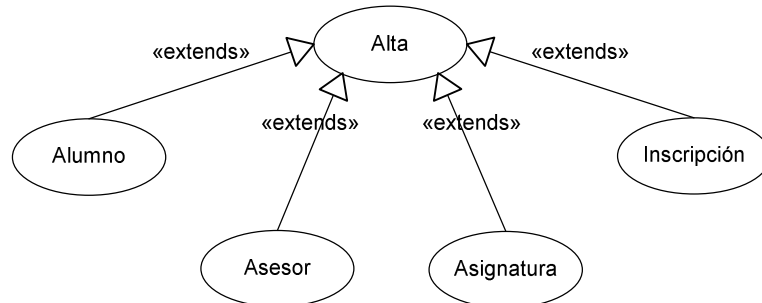 Alta
«extends»
«extends»
«extends»
«extends»
Alumno
Inscripción
Asesor
Asignatura